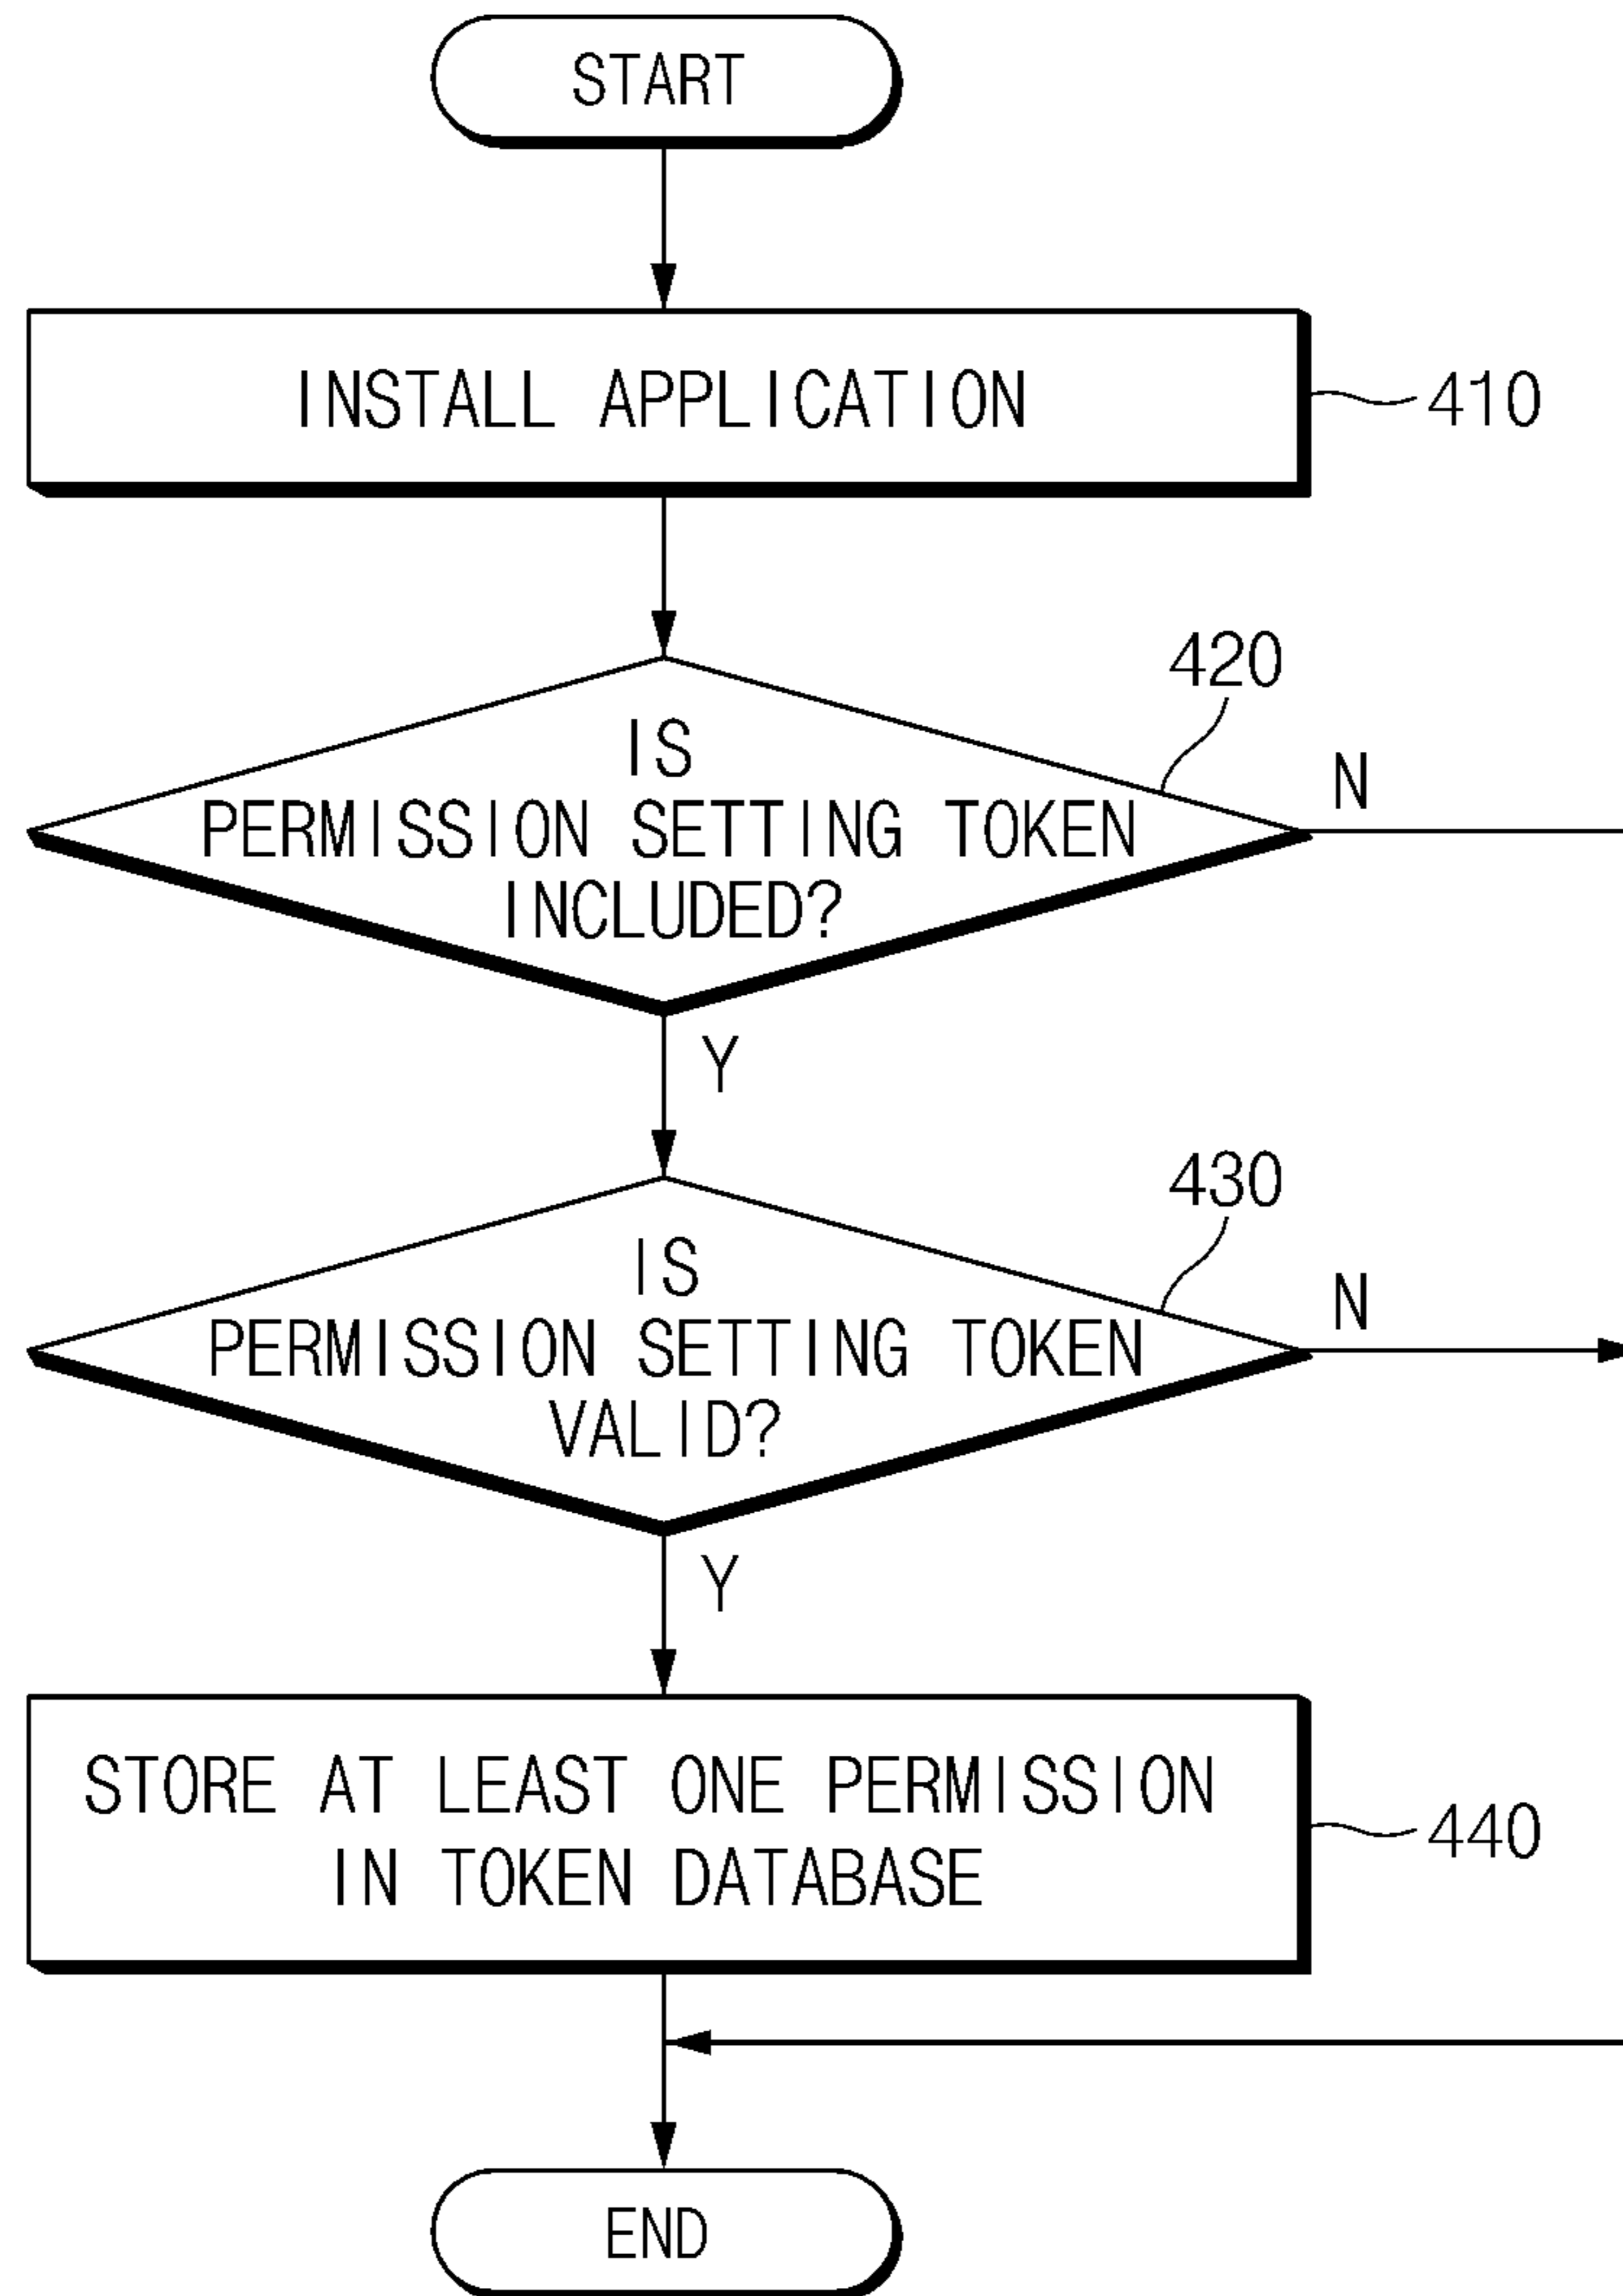 START
INSTALL APPLICATION
410
420
IS
PERMISSION SETTING TOKEN
INCLUDED?
N
Y
430
IS
PERMISSION SETTING TOKEN
VALID?
N
Y
STORE AT LEAST ONE PERMISSION
IN TOKEN DATABASE
440
END